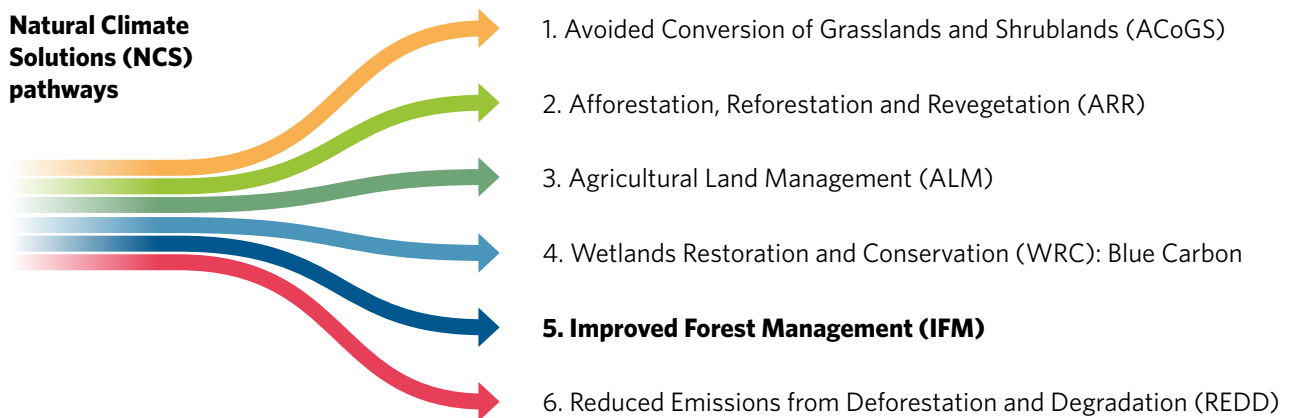 Natural Climate
Solutions (NCS)
pathways
1. Avoided Conversion of Grasslands and Shrublands (ACoGS)
2. Afforestation, Reforestation and Revegetation (ARR)
3. Agricultural Land Management (ALM)
4. Wetlands Restoration and Conservation (WRC): Blue Carbon
5. Improved Forest Management (IFM)
6. Reduced Emissions from Deforestation and Degradation (REDD)